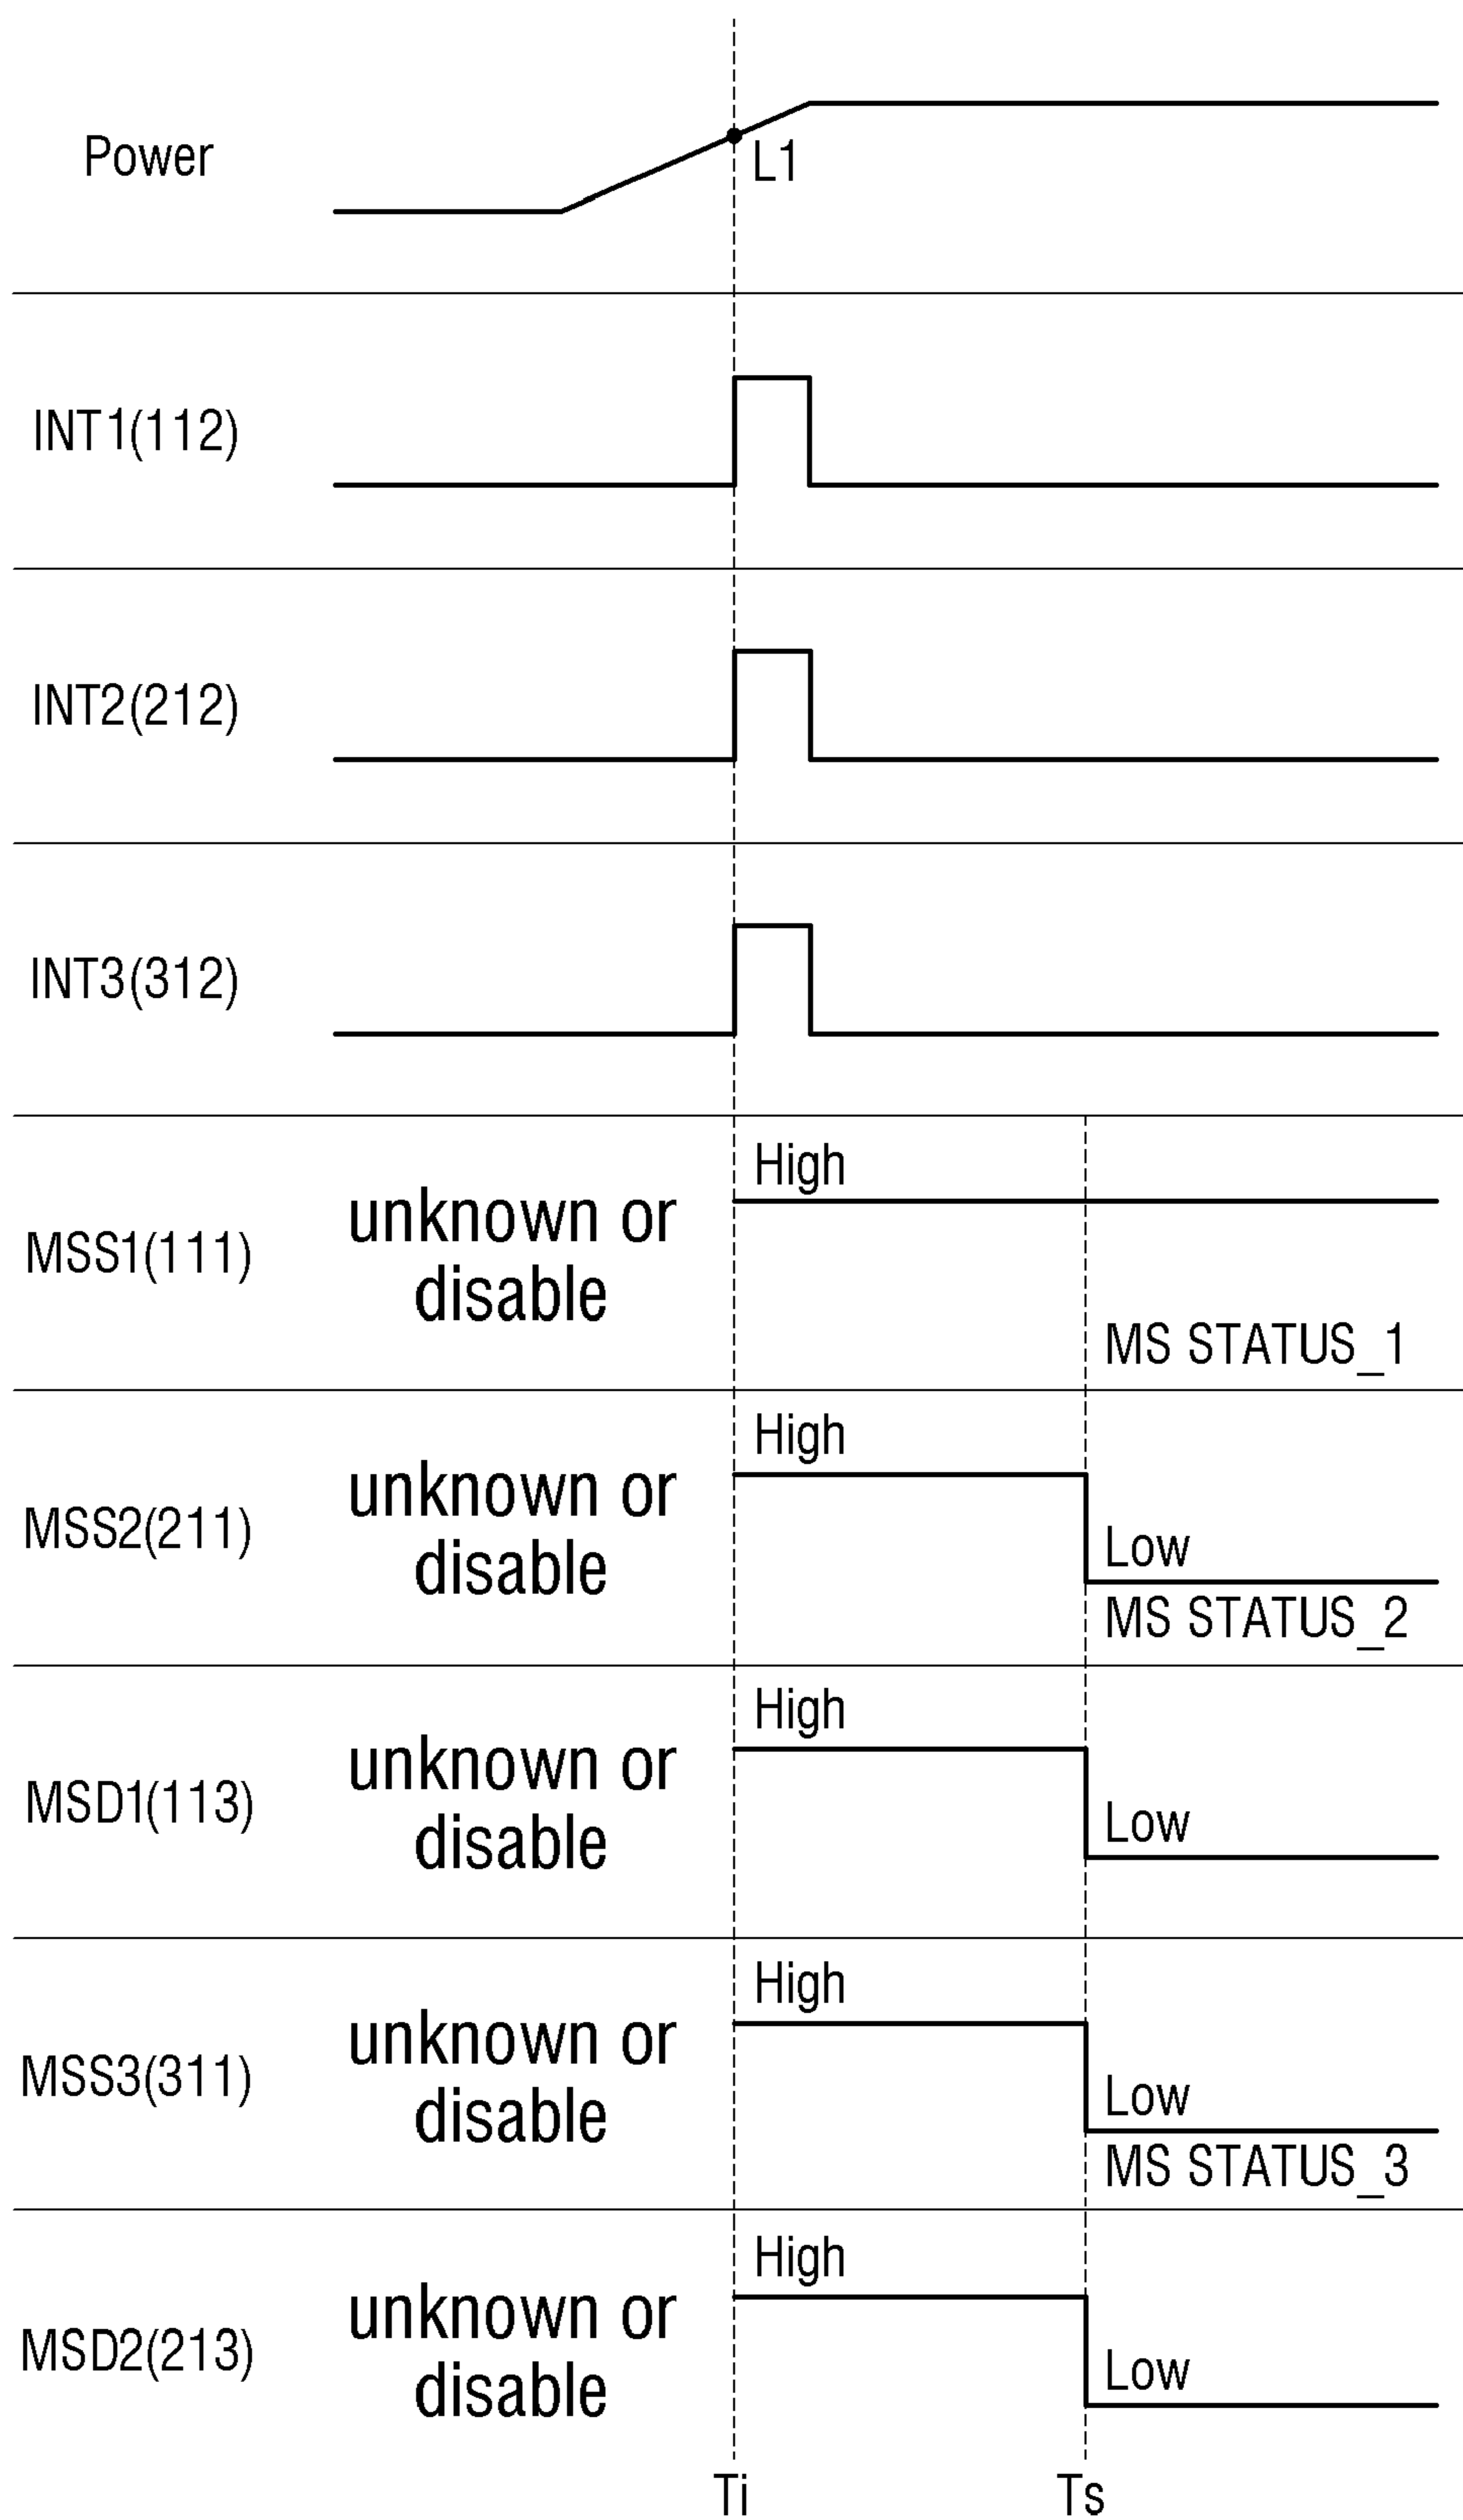 Power
L1
INT1(112)
INT2(212)
INT3(312)
High
unknown or
MSS1(111)
disable
MS STATUS_1
High
unknown or
MSS2(211)
Low
disable
MS STATUS_2
High
unknown or
MSD1(113)
Low
disable
High
unknown or
MSS3(311)
Low
disable
MS STATUS_3
High
unknown or
MSD2(213)
Low
disable
Ti
Ts